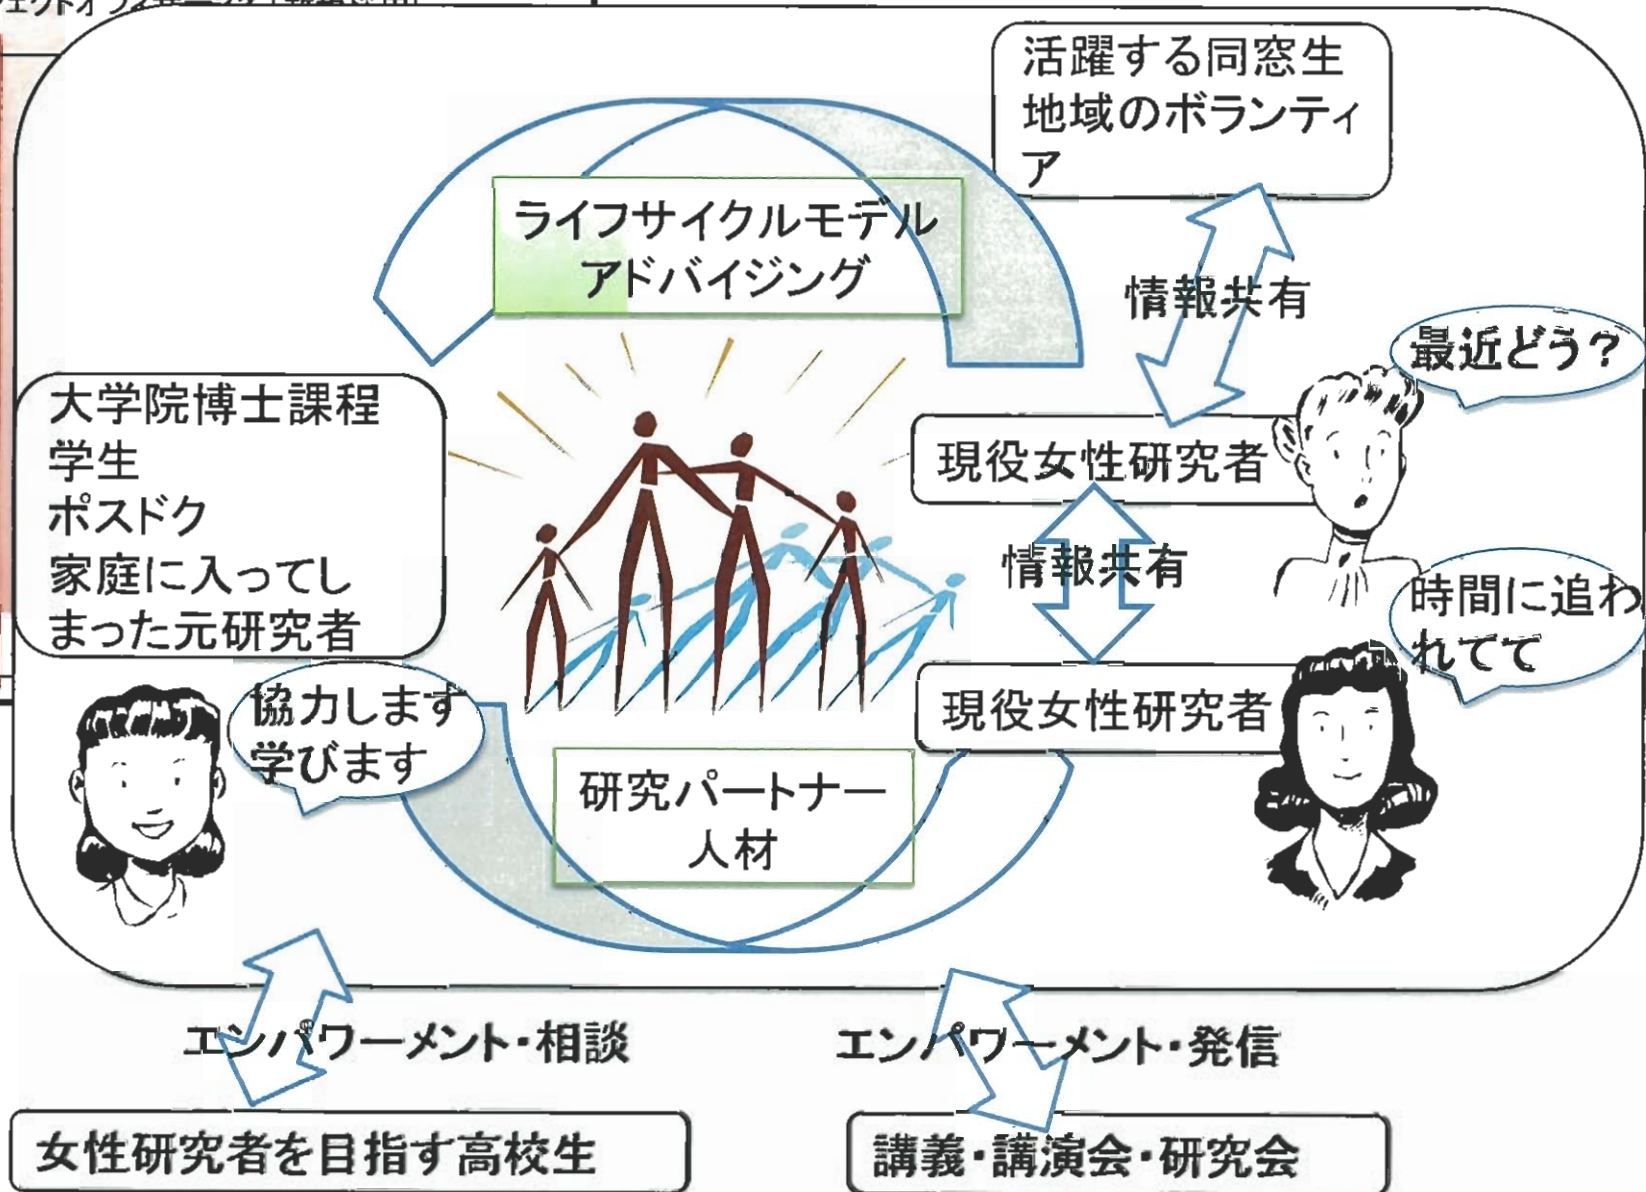 活躍する同窓生
地域のボランティ
ア
ライフサイクルモデル
アドバイジング
情報共有
最近どう？
大学院博士課程
学生
ポスドク
家庭に入ってし
まった元研究者
現役女性研究者
情報共有
時間に追わ
れてて
現役女性研究者
協力します
学びます
研究パートナー
人材
エンパワーメント・相談
エンパワーメント・発信
女性研究者を目指す高校生
講義・講演会・研究会